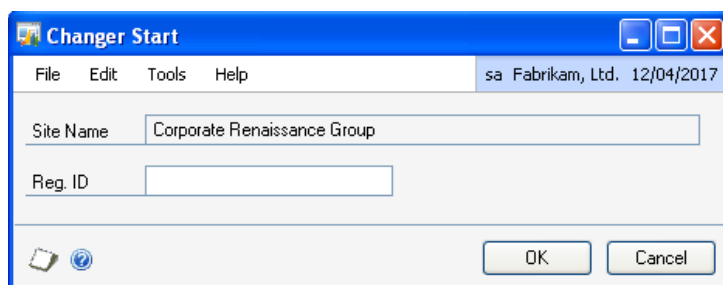 Changer Start
File Edit Tools Help sa Fabrikam, Ltd. 12/04/2017
Site Name Corporate Renaissance Group
Reg. ID
OK Cancel